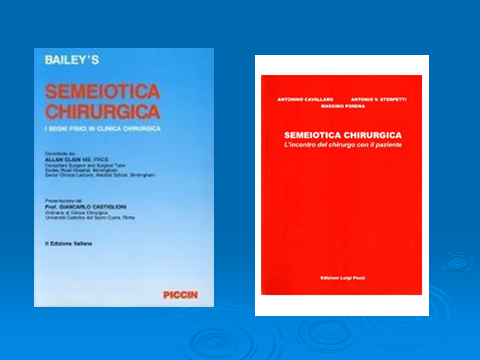 BAILEY'S
SEMEIOTICA
CHIRURGICA
I SEGNI FISICI IN CLINICA CHIRURGICA
ALLAN CLAIN MB, FRCS
Consultant Surgeon and Surgical Tutor
Dudley Road Hospital, Birmingham
Senior Clinical Lecturer, Medical School, Birmingham
Presentazione del
Prof. GIANCARLO CASTIGLIONI
Ordinario di Clinica Chirurgica
Università Cattolica del Sacro Cuore, Roma
II Edizione Italiana
PICCIN
ANTONINO CAVALLARO ANTONIO V. STERPETTI
MASSIMO PORENA
SEMEIOTICA CHIRURGICA
L'incontro del chirurgo con il paziente
Edizioni Luigi Pozzi